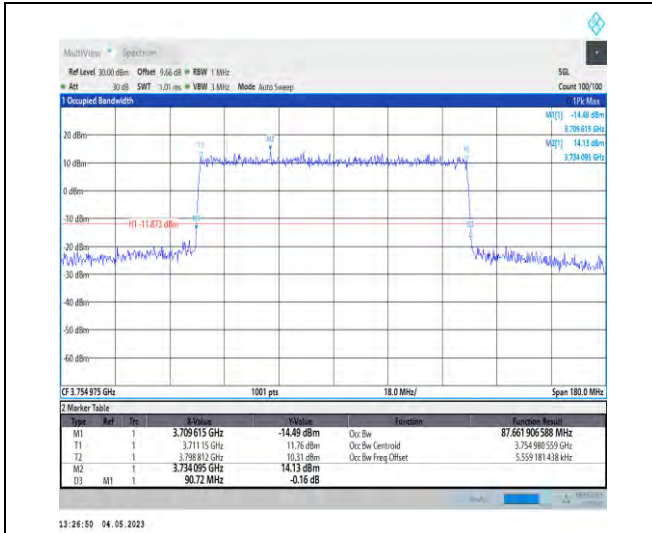 MultiView Spectrum
Ref Level 30.00 dBm Offset 9.66 dB RBW 1 MHz SGL
Att 30 dB SWT 1.01 ms VBW 3 MHz Mode Auto Sweep Count 100/100
1 Occupied Bandwidth 1Pk Max
M1[1] -14.49 dBm
3.709 615 GHz
M2[1] 14.13 dBm
3.734 095 GHz
20 dBm
M2
T1
10 dBm
0 dBm
-10 dBm
H1 -11.873 dBm
-20 dBm
-30 dBm
-40 dBm
-50 dBm
-60 dBm
CF 3.754 975 GHz 1001 pts 18.0 MHz/ Span 180.0 MHz
2 Marker Table
Type Ref Trc X-Value Y-Value Function Function Result
M1 1 3.709 615 GHz -14.49 dBm Occ Bw 87.661 906 588 MHz
T1 1 3.711 15 GHz 11.76 dBm Occ Bw Centroid 3.754 980 559 GHz
T2 1 3.798 812 GHz 10.31 dBm Occ Bw Freq Offset 5.559 181 438 kHz
M2 1 3.734 095 GHz 14.13 dBm
D3 M1 1 90.72 MHz -0.16 dB
13:26:50 04.05.2023